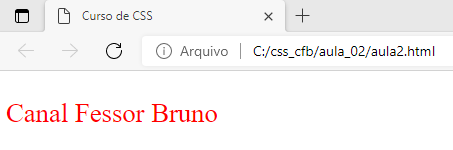 Curso de CSS
Arquivo C:/css_cfb/aula_02/aula2.html
Canal Fessor Bruno